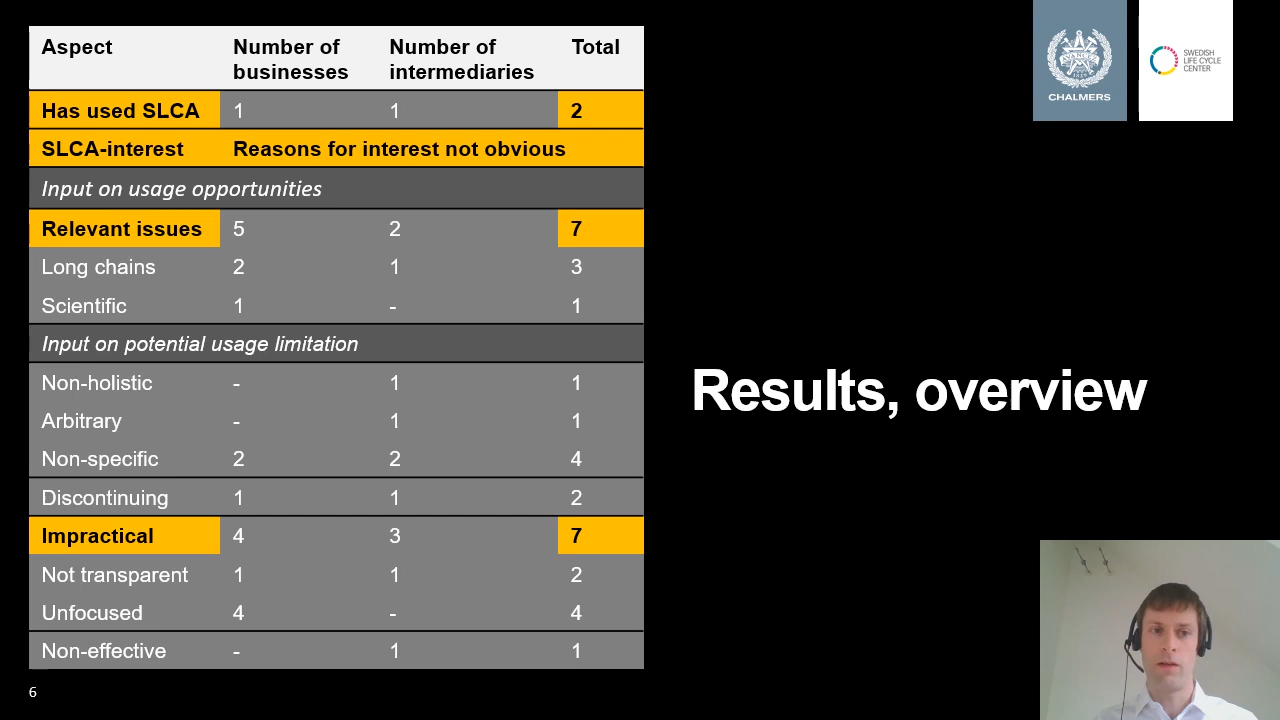 Aspect Number of businesses Number of intermediaries Total
Has used SLCA 1 1 2
SLCA-interest Reasons for interest not obvious
Input on usage opportunities
Relevant issues 5 2 7
Long chains 2 1 3
Scientific 1 - 1
Input on potential usage limitation
Non-holistic - 1 1
Arbitrary - 1 1
Non-specific 2 2 4
Discontinuing 1 1 2
Impractical 4 3 7
Not transparent 1 1 2
Unfocused 4 - 4
Non-effective - 1 1
6
Results, overview
CHALMERS
SWEDISH
LIFE CYCLE
CENTER